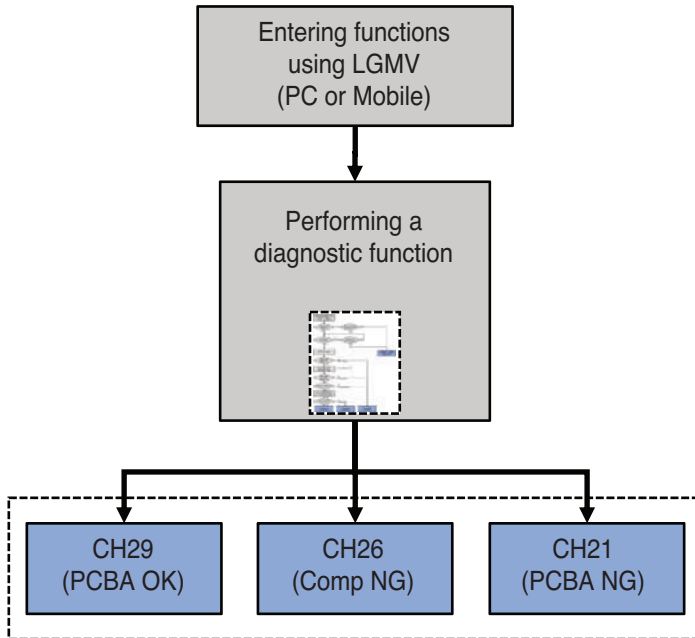 Entering functions
using LGMV
(PC or Mobile)
Performing a
diagnostic function
CH29
(PCBA OK)
CH26
(Comp NG)
CH21
(PCBA NG)